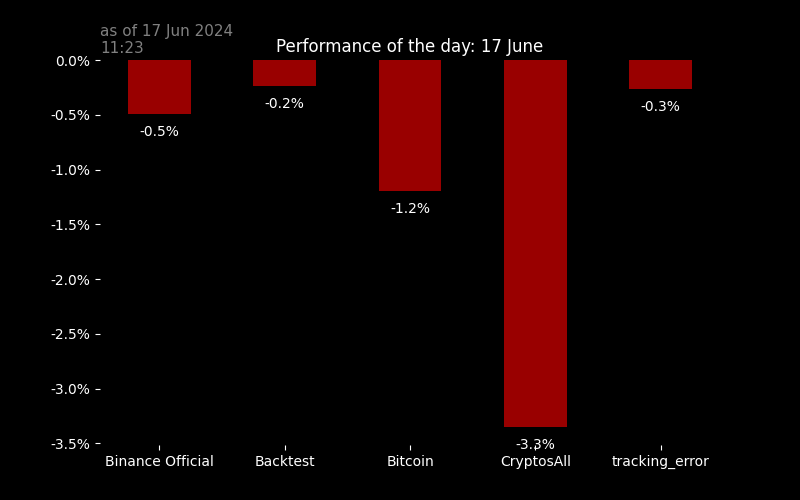 as of 17 Jun 2024
11:23
Performance of the day: 17 June
0.0%
-0.5%
-1.0%
-1.5%
-2.0%
-2.5%
-3.0%
-3.5%
-0.5%
-0.2%
-1.2%
-3.3%
-0.3%
Binance Official
Backtest
Bitcoin
CryptosAll
tracking_error